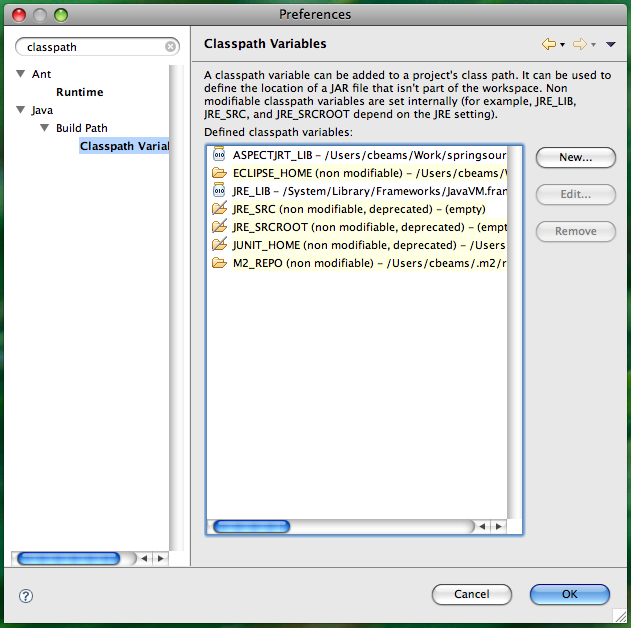 Preferences
classpath
Classpath Variables
Ant
Runtime
Java
Build Path
Classpath Varia
A classpath variable can be added to a project's class path. It can be used to
define the location of a JAR file that isn't part of the workspace. Non
modifiable classpath variables are set internally (for example, JRE_LIB,
JRE_SRC, and JRE_SRCROOT depend on the JRE setting).
Defined classpath variables:
ASPECTJRT_LIB – /Users/cbeams/Work/springsour
ECLIPSE_HOME (non modifiable) – /Users/cbeams/
JRE_LIB – /System/Library/Frameworks/JavaVM.fran
JRE_SRC (non modifiable, deprecated) – (empty)
JRE_SRCROOT (non modifiable, deprecated) – (empt
JUNIT_HOME (non modifiable, deprecated) – /Users
M2_REPO (non modifiable) – /Users/cbeams/.m2/r
New...
Edit...
Remove
?
Cancel
OK